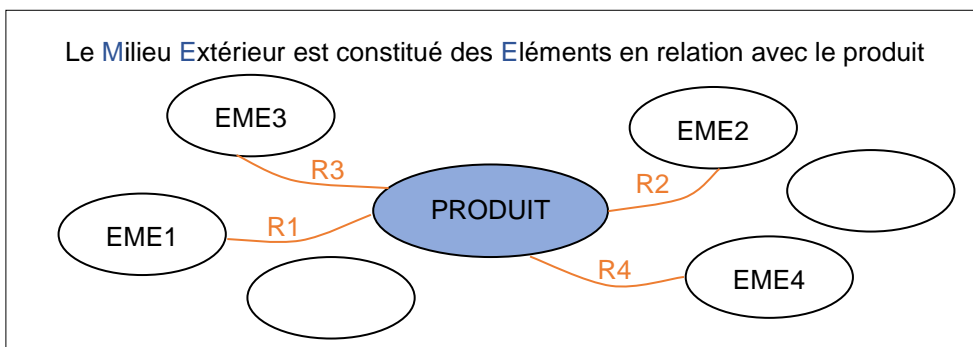 Le Milieu Extérieur est constitué des Eléments en relation avec le produit
EME3
EME2
R3
R2
PRODUIT
EME1
R1
R4
EME4